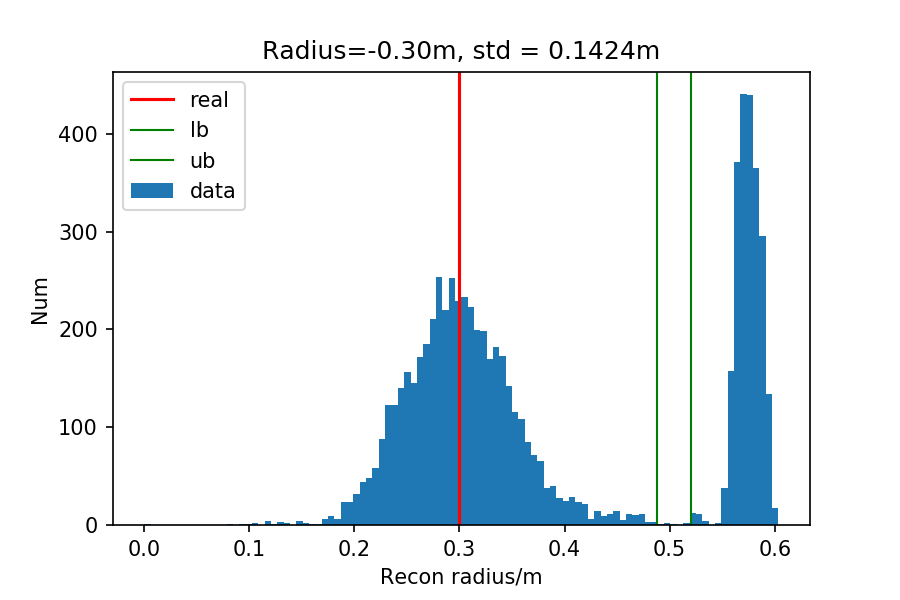 Radius=-0.30m, std = 0.1424m
real
lb
ub
data
Num
400
300
200
100
0
0.0 0.1 0.2 0.3 0.4 0.5 0.6
Recon radius/m